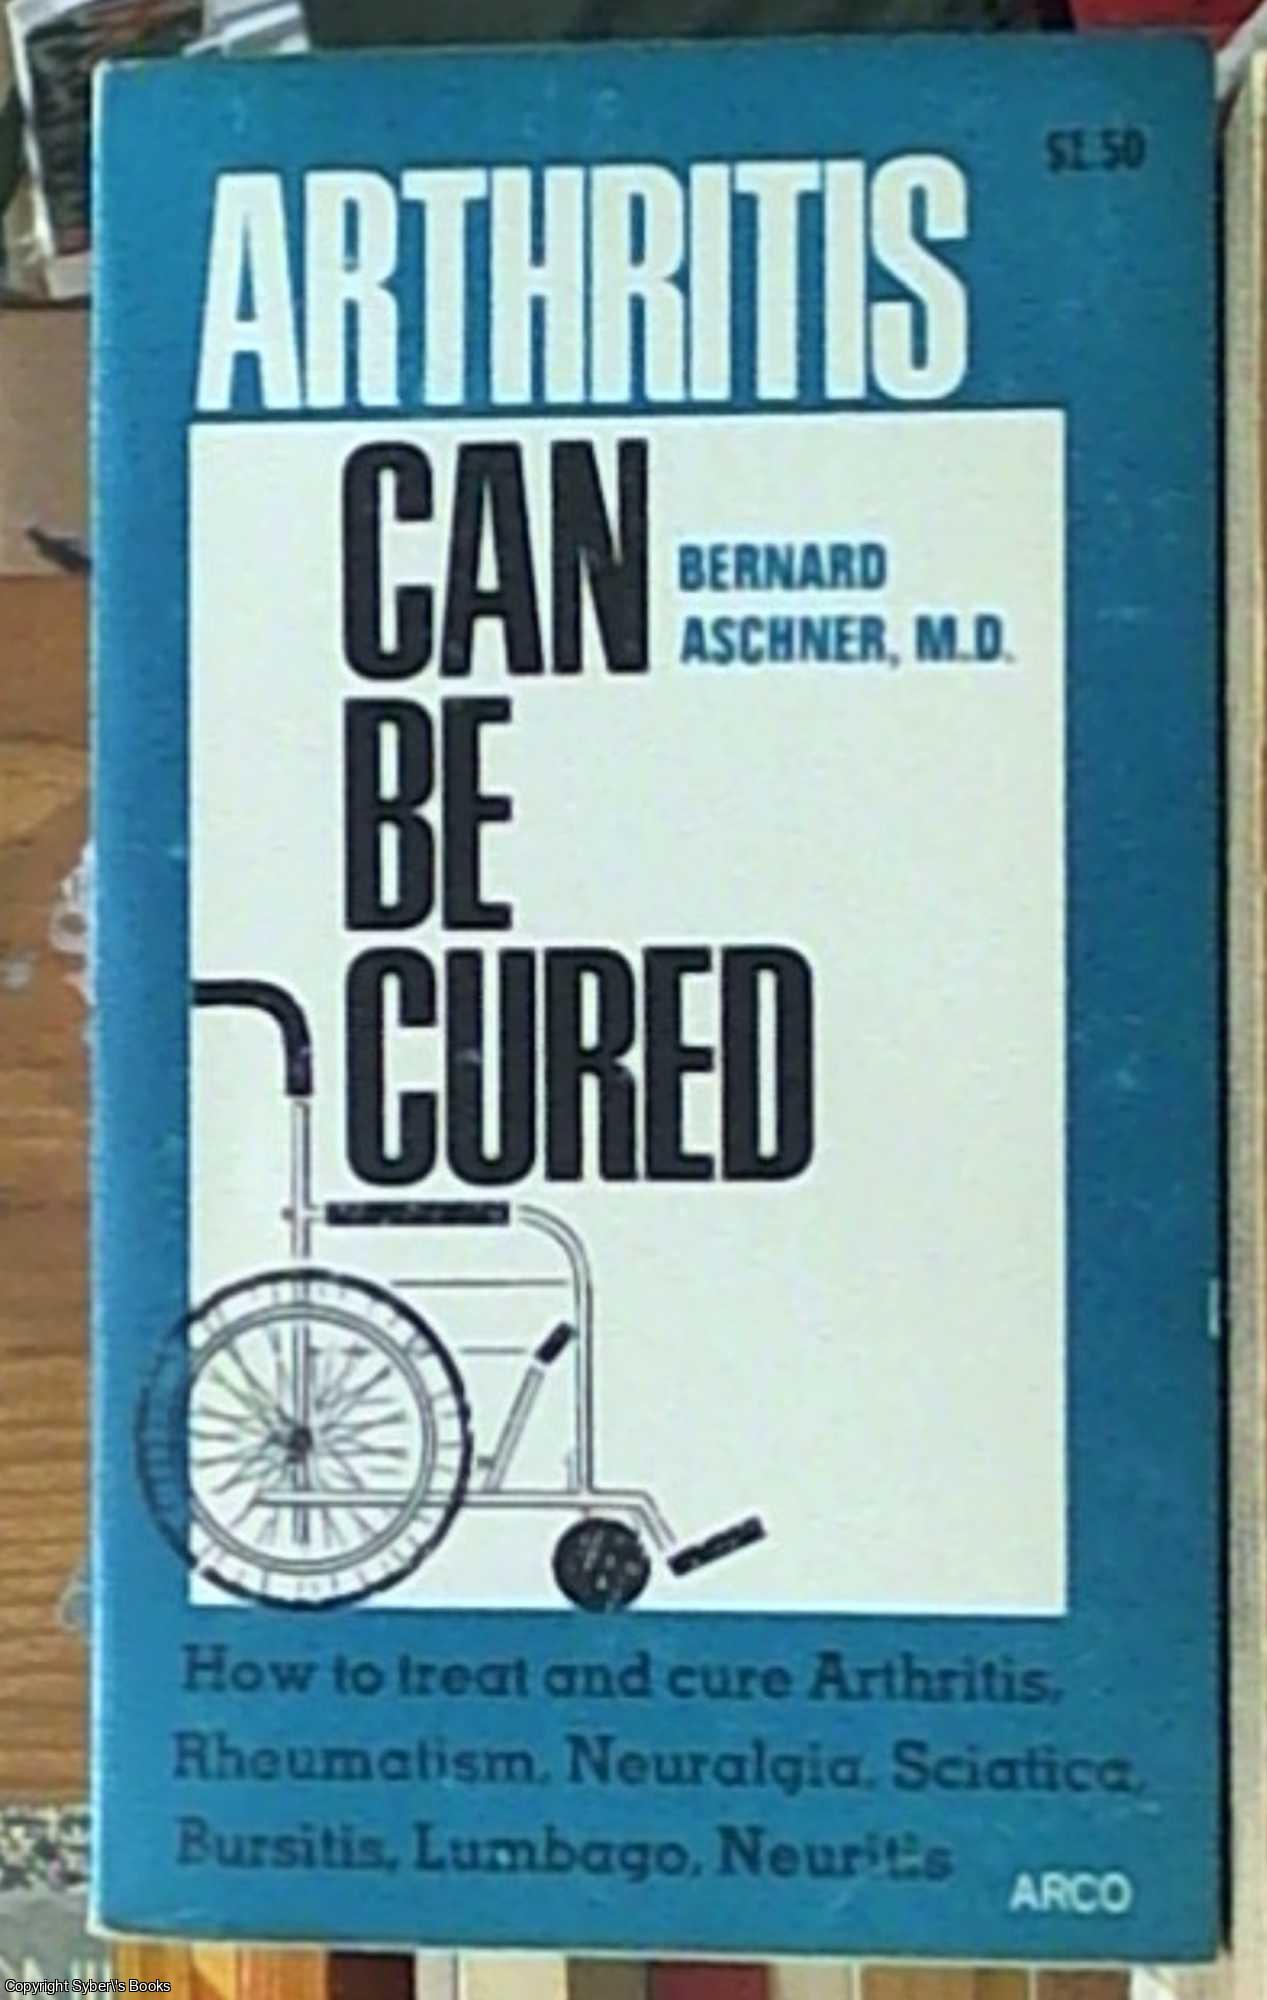 $1.50
ARTHRITIS
CAN
BERNARD
ASCHNER, M.D.
BE
CURED
How to treat and cure Arthritis,
Rheumatism, Neuralgia, Sciatica,
Bursitis, Lumbago, Neuritis
ARCO
Copyright Syber\'s Books